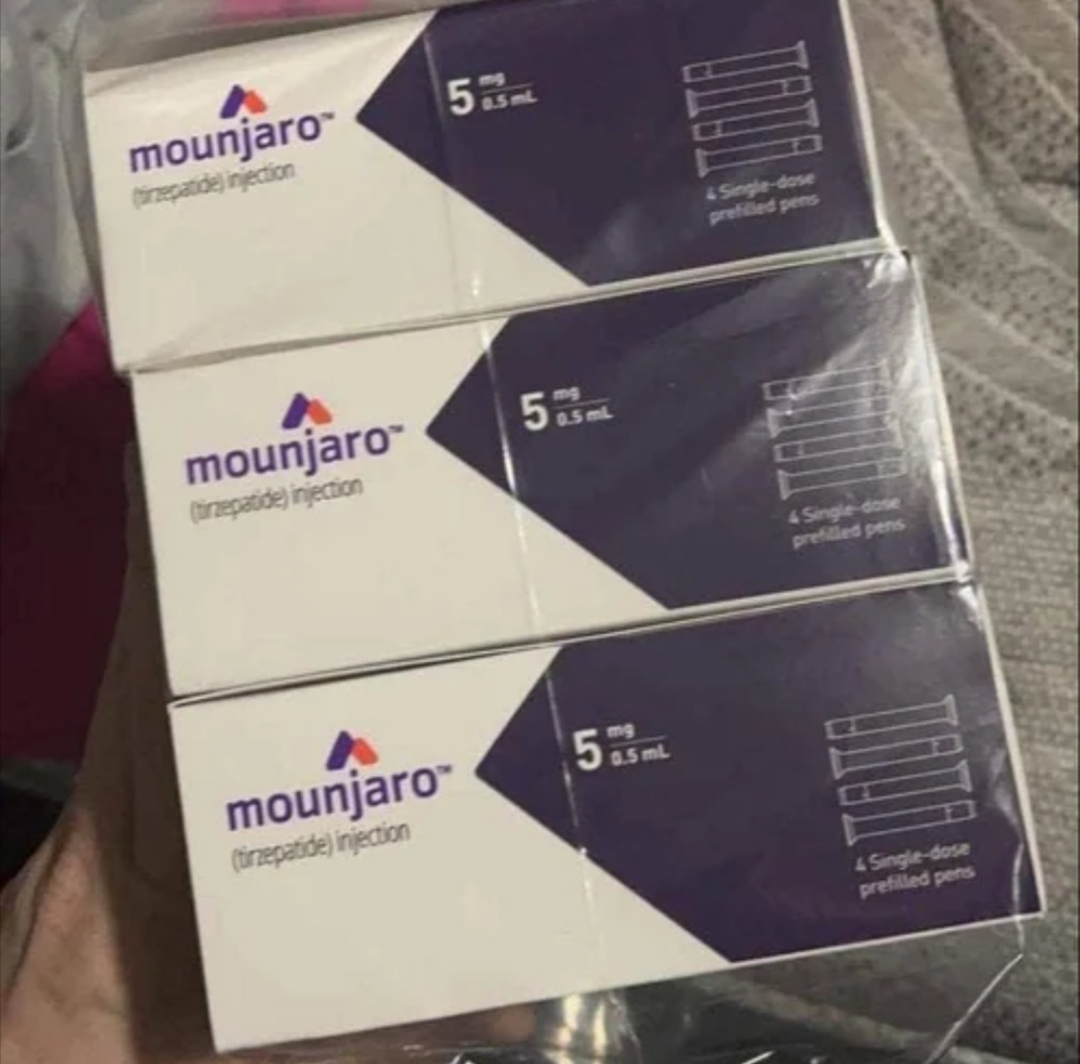 mounjaro™
(tirzepatide) injection
5 mg
0.5 mL
4 Single-dose
prefilled pens
mounjaro™
(tirzepatide) injection
5 mg
0.5 mL
4 Single-dose
prefilled pens
mounjaro™
(tirzepatide) injection
5 mg
0.5 mL
4 Single-dose
prefilled pens